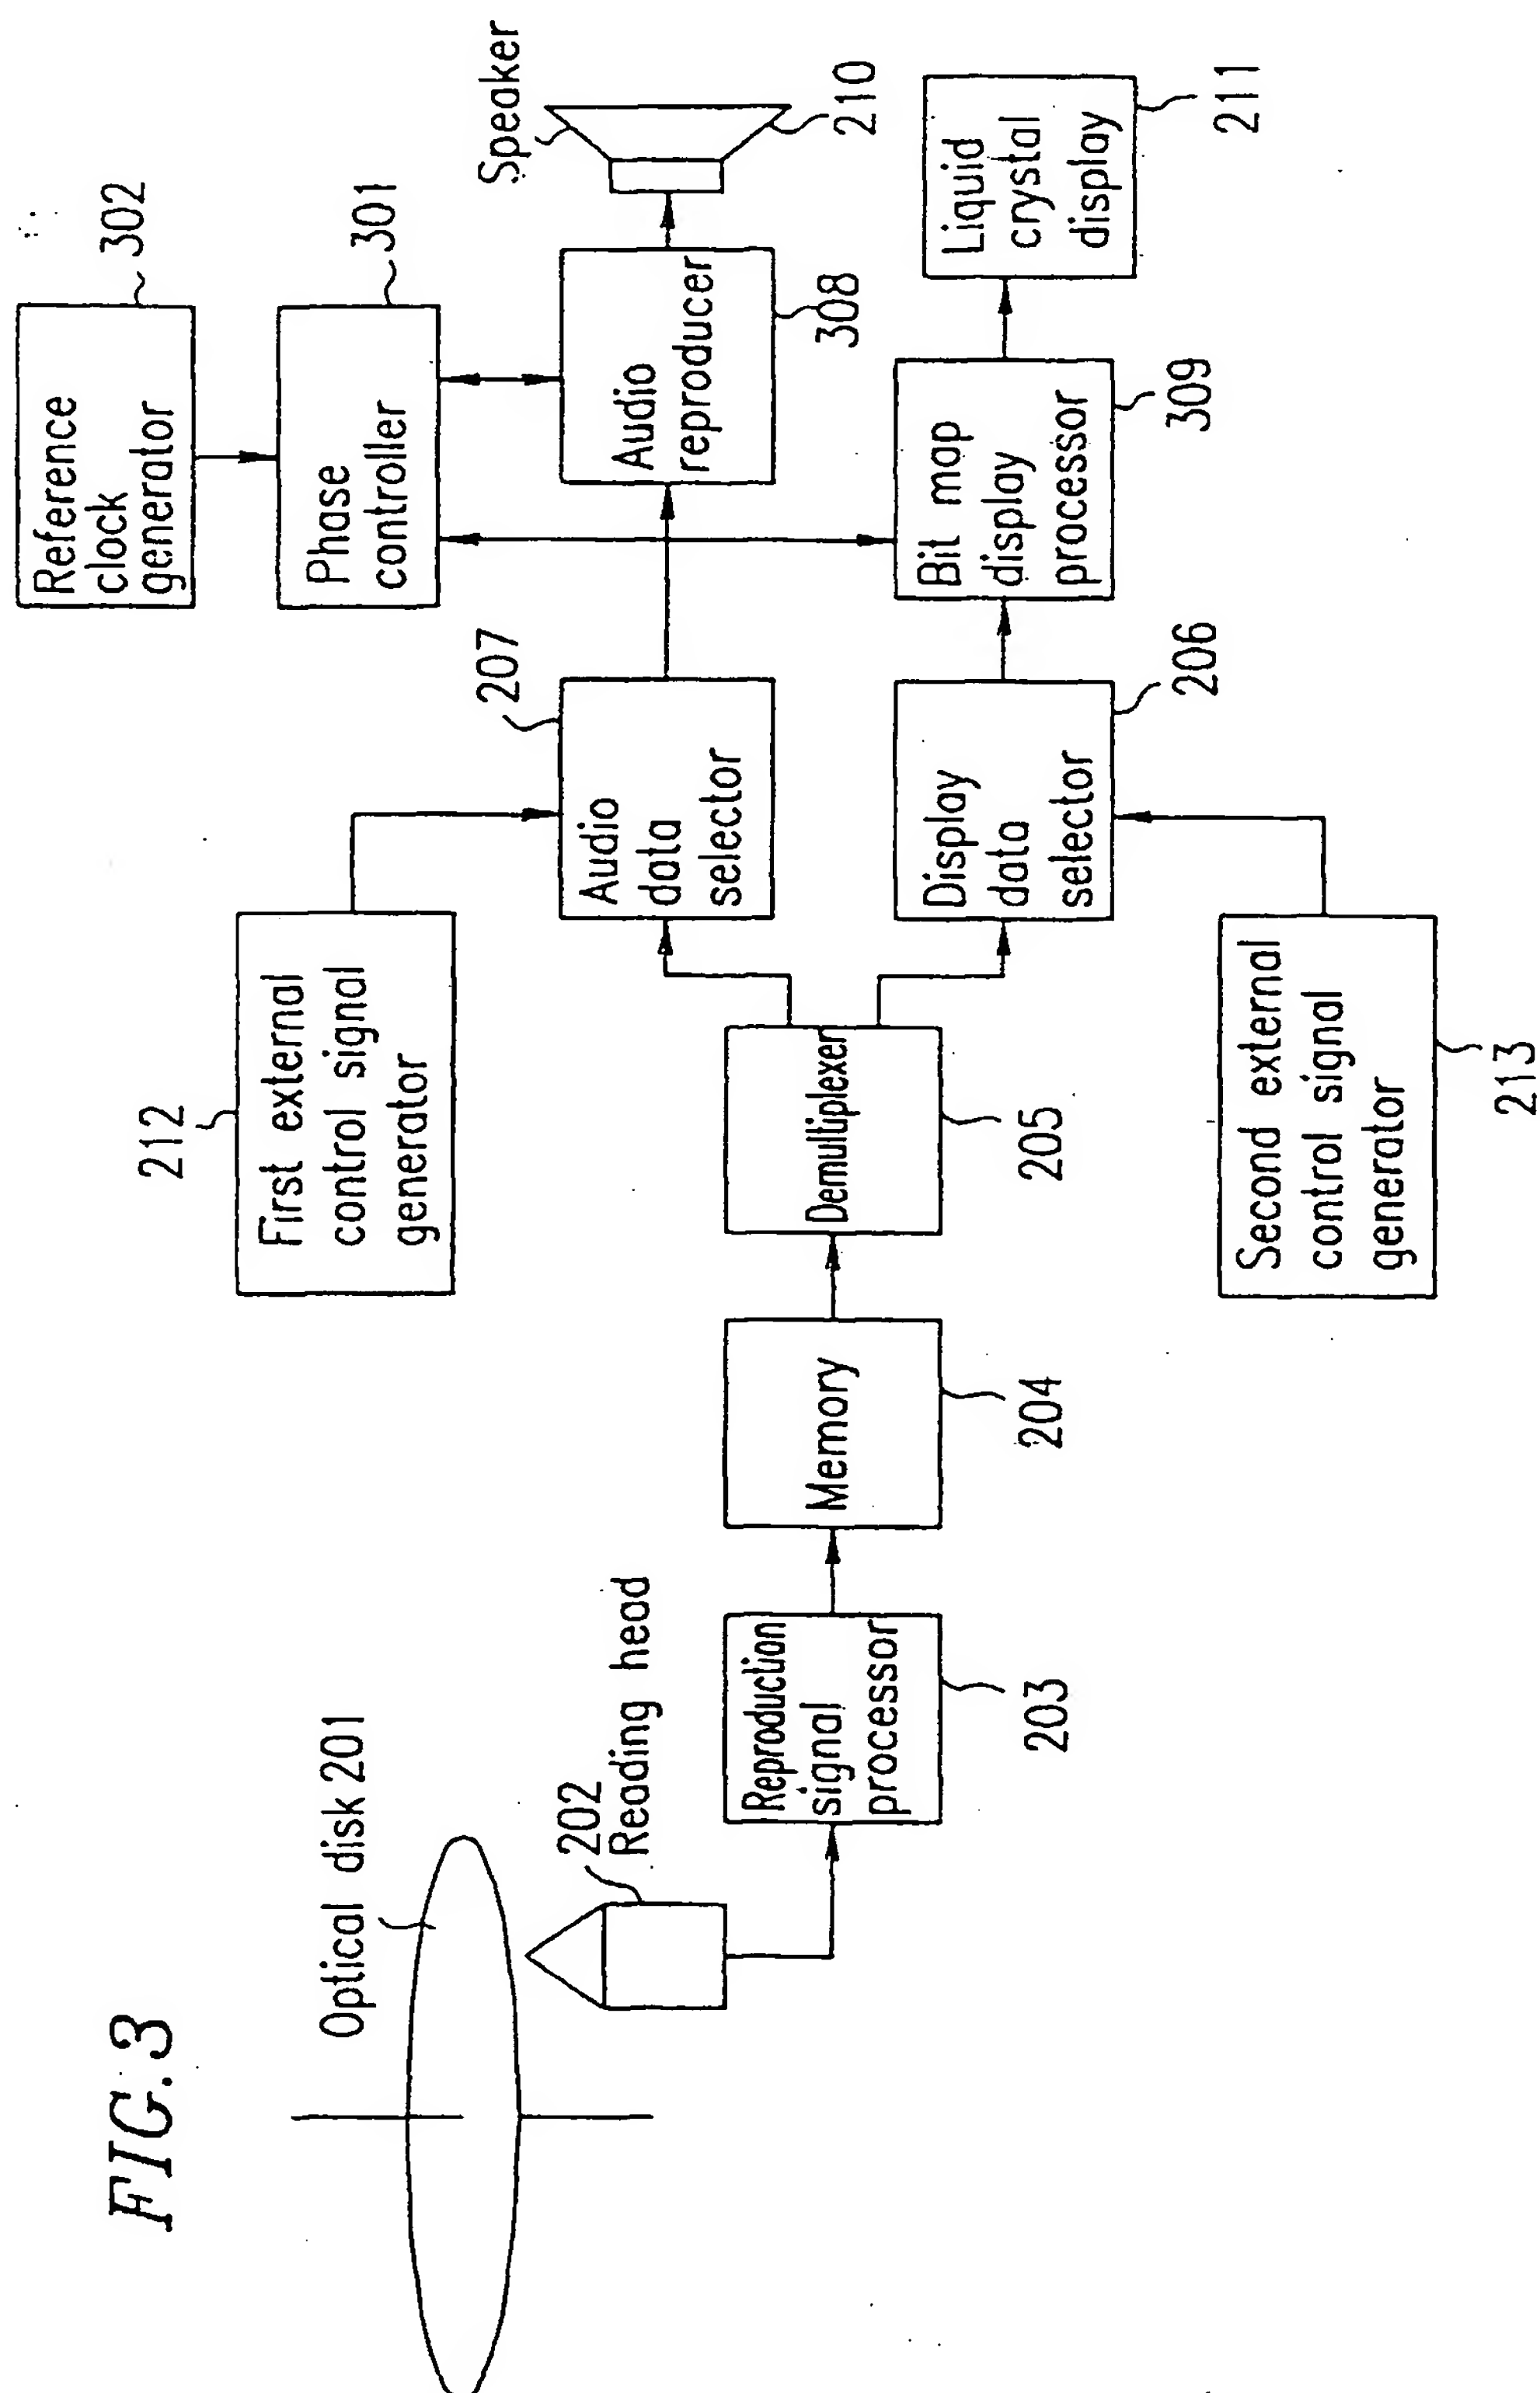 FIG.3
Optical disk 201
202
Reading head
Reproduction
signal
processor
203
Memory
204
Demultiplexer
205
212
First external
control signal
generator
Second external
control signal
generator
213
207
Audio
data
selector
Display
data
selector
206
Reference
clock
generator
302
Phase
controller
301
Audio
reproducer
308
Bit map
display
processor
309
Speaker
210
Liquid
crystal
display
211